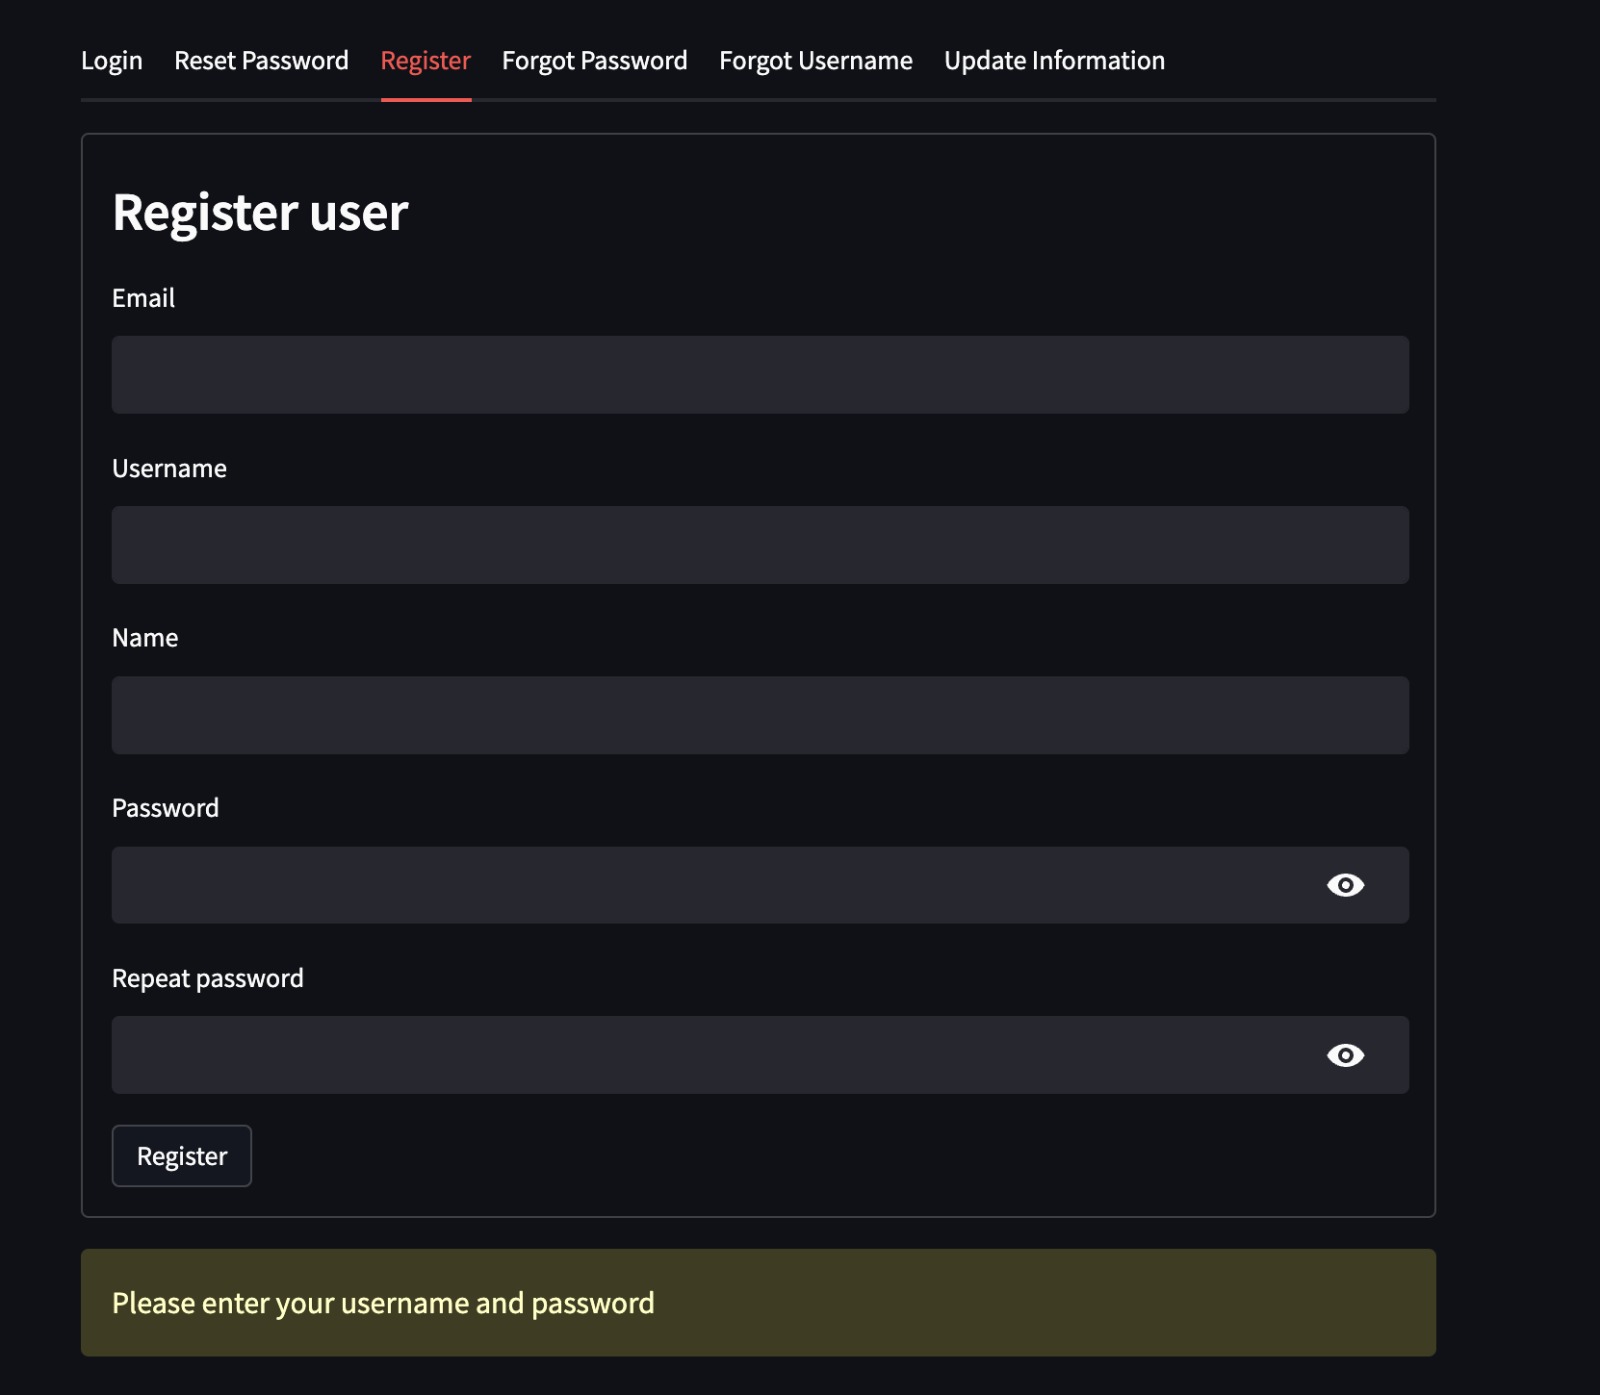 Login Reset Password Register Forgot Password Forgot Username Update Information
Register user
Email
Username
Name
Password
Repeat password
Register
Please enter your username and password